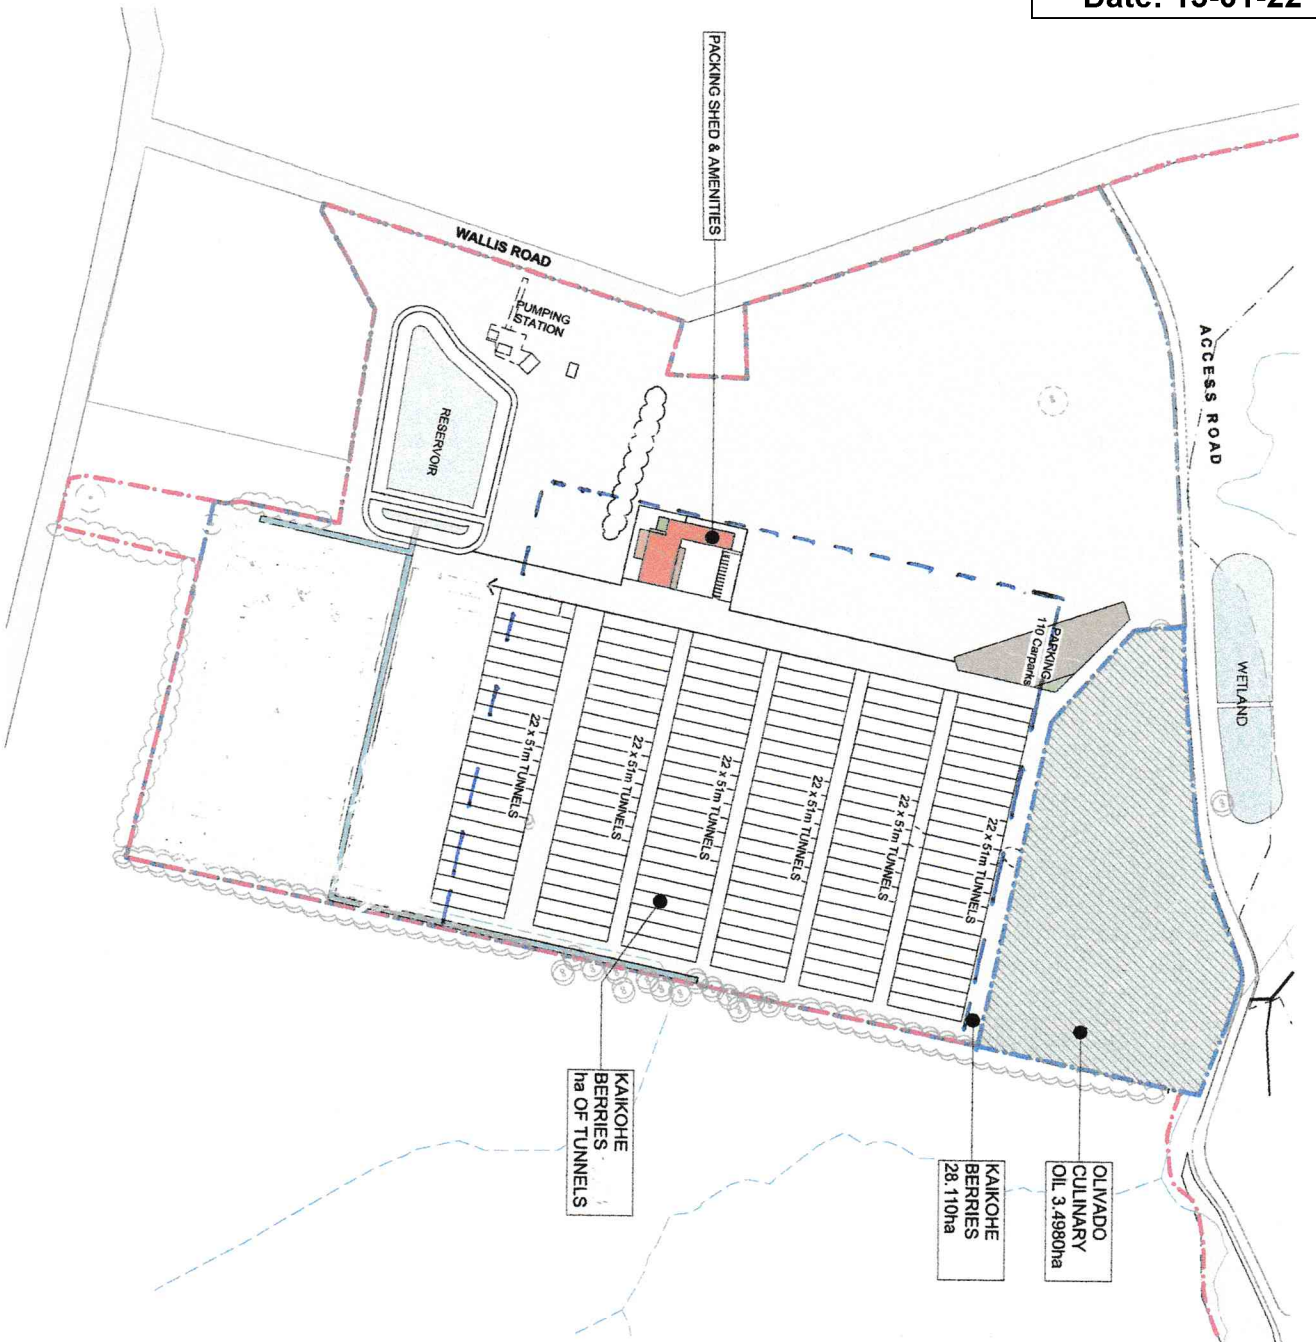 Date: 13-01-22
PACKING SHED & AMENITIES
WALLIS ROAD
PUMPING
STATION
RESERVOIR
ACCESS ROAD
WETLAND
PARKING
110 Carparks
22 x 51m TUNNELS
22 x 51m TUNNELS
22 x 51m TUNNELS
22 x 51m TUNNELS
22 x 51m TUNNELS
22 x 51m TUNNELS
KAIKOHE
BERRIES
ha OF TUNNELS
KAIKOHE
BERRIES
28.110ha
OLIVADO
CULINARY
OIL 3.4980ha